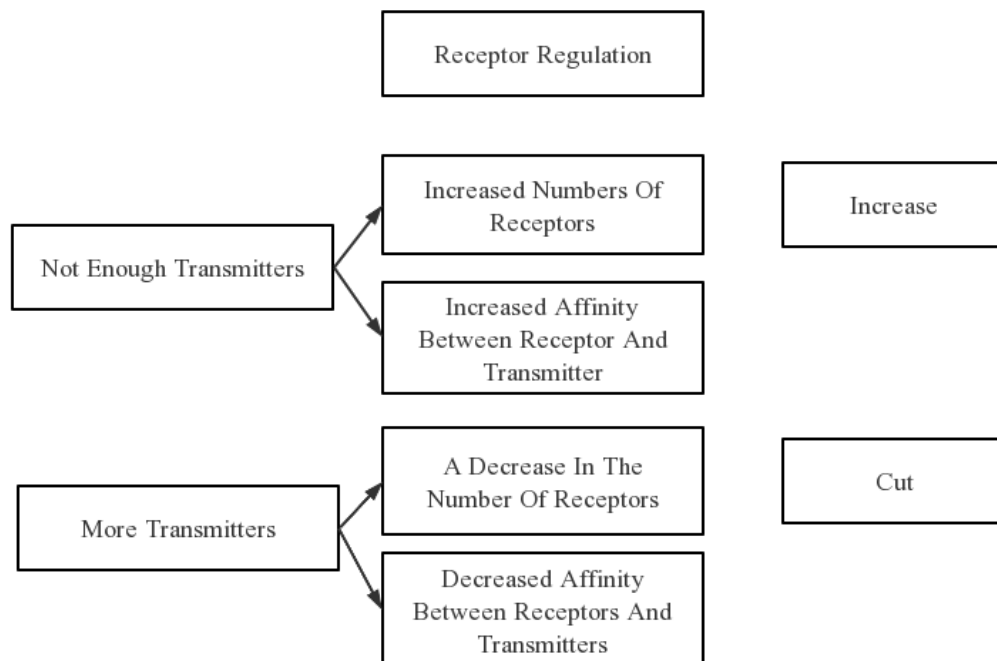 Receptor Regulation
Increased Numbers Of
Receptors
Increase
Not Enough Transmitters
Increased Affinity
Between Receptor And
Transmitter
A Decrease In The
Number Of Receptors
Cut
More Transmitters
Decreased Affinity
Between Receptors And
Transmitters